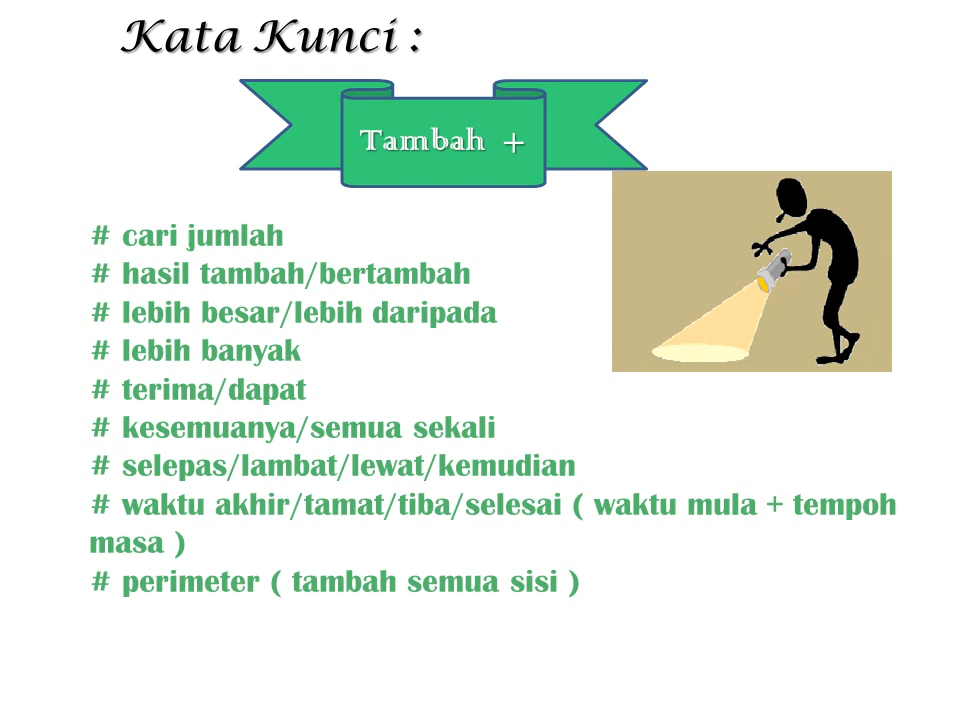 Kata Kunci :
Tambah +
# cari jumlah
# hasil tambah/bertambah
# lebih besar/lebih daripada
# lebih banyak
# terima/dapat
# kesemuanya/semua sekali
# selepas/lambat/lewat/kemudian
# waktu akhir/tamat/tiba/selesai ( waktu mula + tempoh
masa )
# perimeter ( tambah semua sisi )